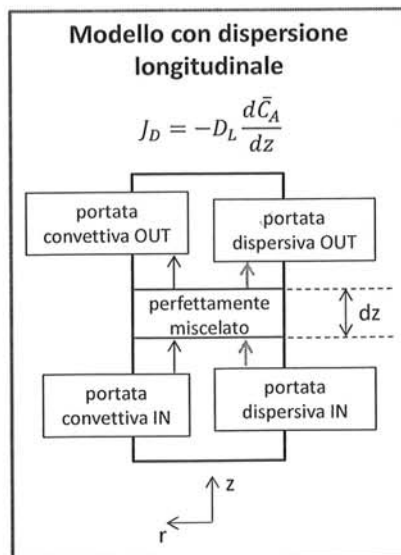 Modello con dispersione
longitudinale
J_D = −D_L dC̄_A/dz
portata
convettiva OUT
portata
dispersiva OUT
perfettamente
miscelato
dz
portata
convettiva IN
portata
dispersiva IN
z
r